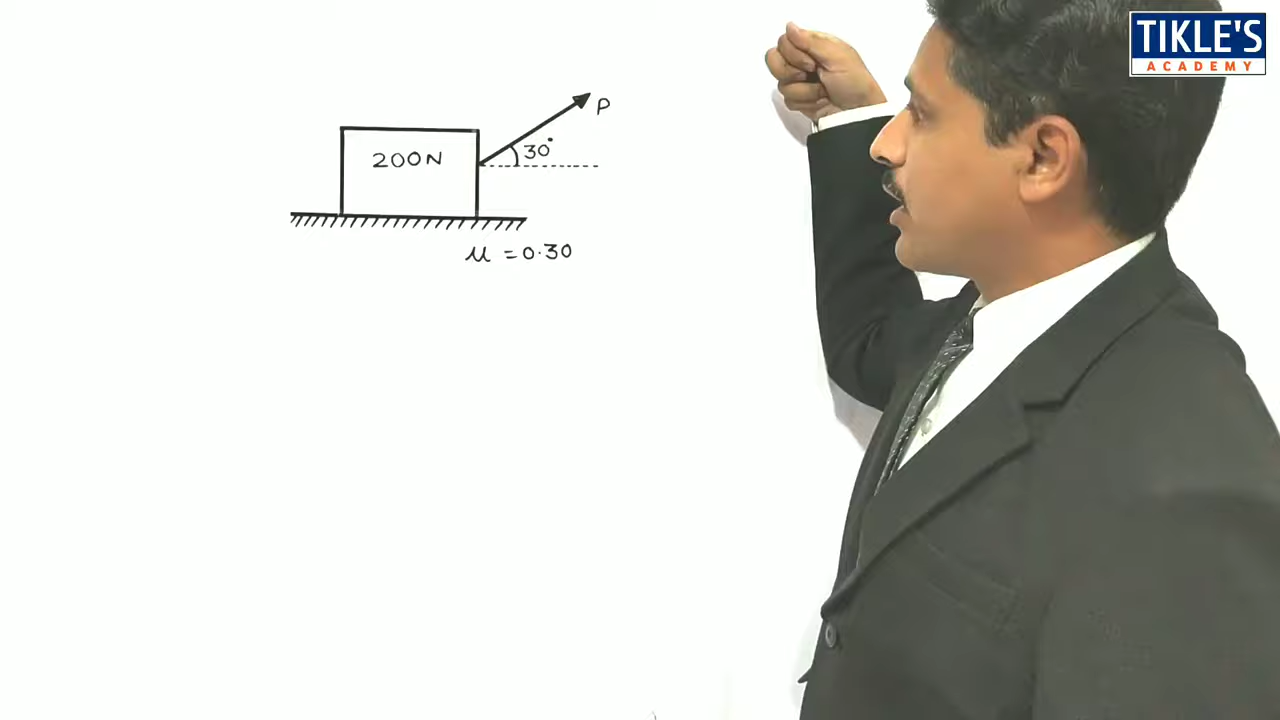 TIKLE'S
ACADEMY
P
30°
200N
μ = 0.30